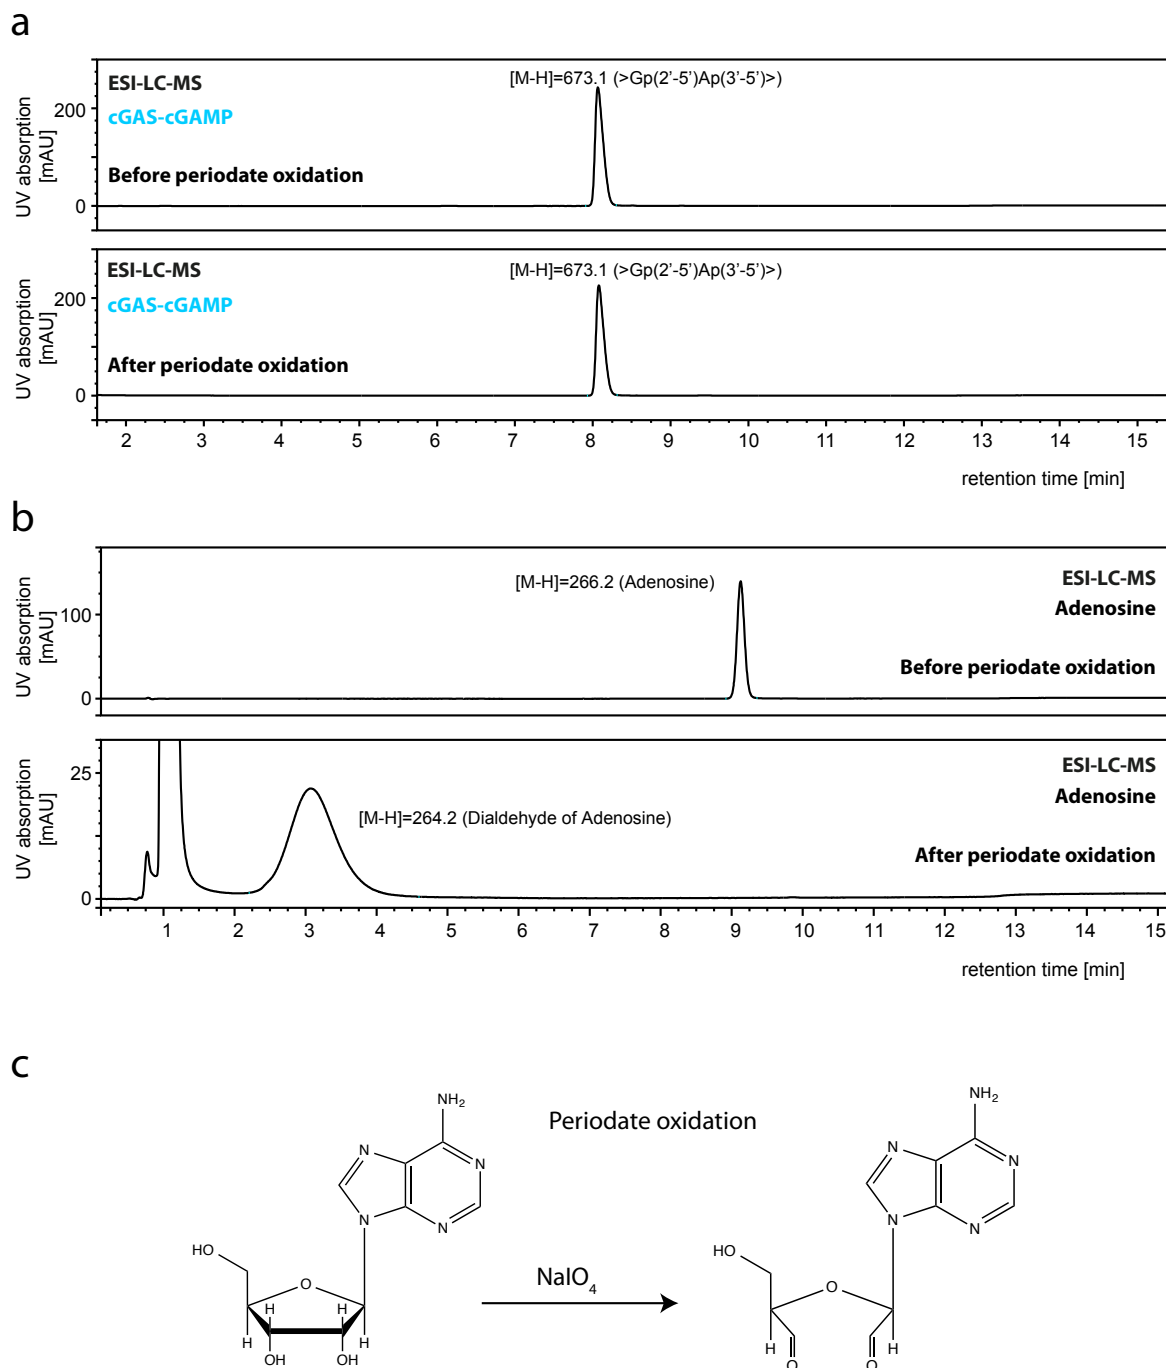 a
[M-H]=673.1 (>Gp(2'-5')Ap(3'-5')>)
ESI-LC-MS
cGAS-cGAMP
Before periodate oxidation
UV absorption
[mAU]
200
0
[M-H]=673.1 (>Gp(2'-5')Ap(3'-5')>)
ESI-LC-MS
cGAS-cGAMP
After periodate oxidation
UV absorption
[mAU]
200
0
2 3 4 5 6 7 8 9 10 11 12 13 14 15
retention time [min]
b
[M-H]=266.2 (Adenosine)
ESI-LC-MS
Adenosine
Before periodate oxidation
UV absorption
[mAU]
100
0
ESI-LC-MS
Adenosine
[M-H]=264.2 (Dialdehyde of Adenosine)
After periodate oxidation
UV absorption
[mAU]
25
0
1 2 3 4 5 6 7 8 9 10 11 12 13 14 15
retention time [min]
c
Periodate oxidation
NH2
N
N
N
N
HO
O
H
H
H
H
OH
OH
NaIO4
NH2
N
N
N
N
HO
O
H
H
O
O